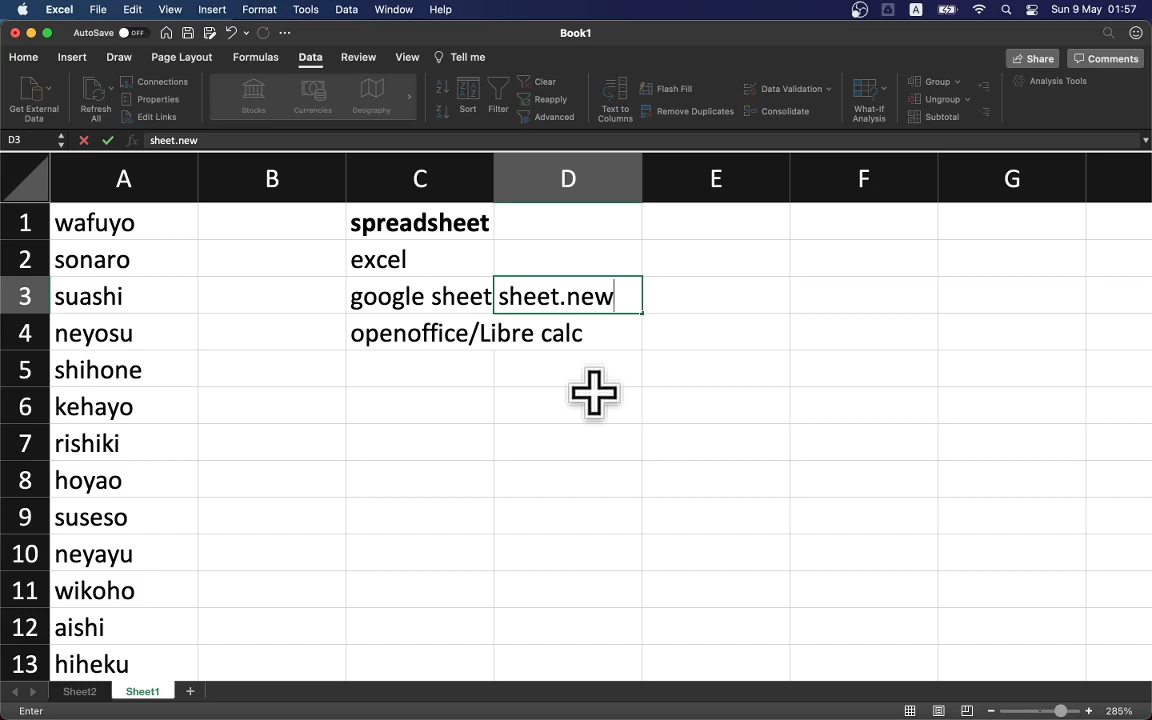 Excel File Edit View Insert Format Tools Data Window Help A Sun 9 May 01:57
AutoSave OFF Book1
Home Insert Draw Page Layout Formulas Data Review View Tell me Share Comments
Get External Data
Refresh All
Connections
Properties
Edit Links
Stocks Currencies Geography
Sort Filter
Clear
Reapply
Advanced
Text to Columns
Flash Fill
Remove Duplicates
Data Validation
Consolidate
What-If Analysis
Group
Ungroup
Subtotal
Analysis Tools
D3 fx sheet.new
A B C D E F G
1 wafuyo spreadsheet
2 sonaro excel
3 suashi google sheet sheet.new
4 neyosu openoffice/Libre calc
5 shihone
6 kehayo
7 rishiki
8 hoyao
9 suseso
10 neyayu
11 wikoho
12 aishi
13 hiheku
Sheet2 Sheet1 +
Enter 285%